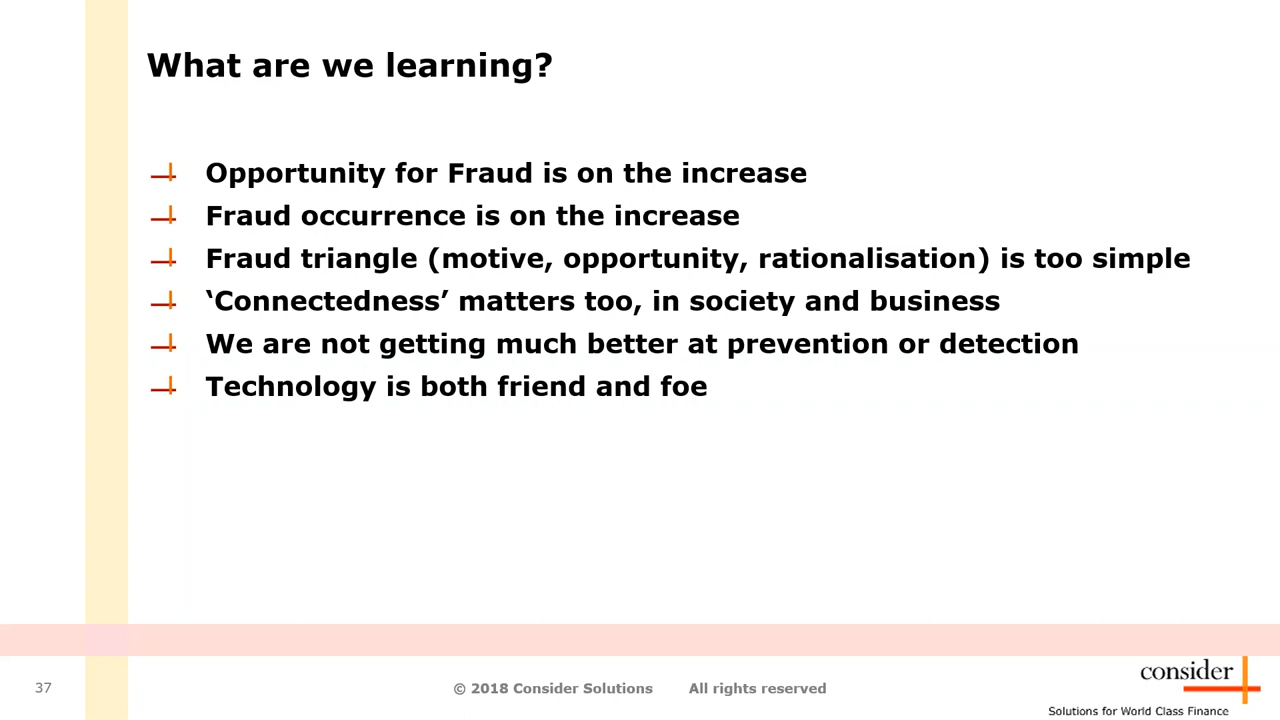 What are we learning?
Opportunity for Fraud is on the increase
Fraud occurrence is on the increase
Fraud triangle (motive, opportunity, rationalisation) is too simple
‘Connectedness’ matters too, in society and business
We are not getting much better at prevention or detection
Technology is both friend and foe
37
© 2018 Consider Solutions All rights reserved
consider
Solutions for World Class Finance